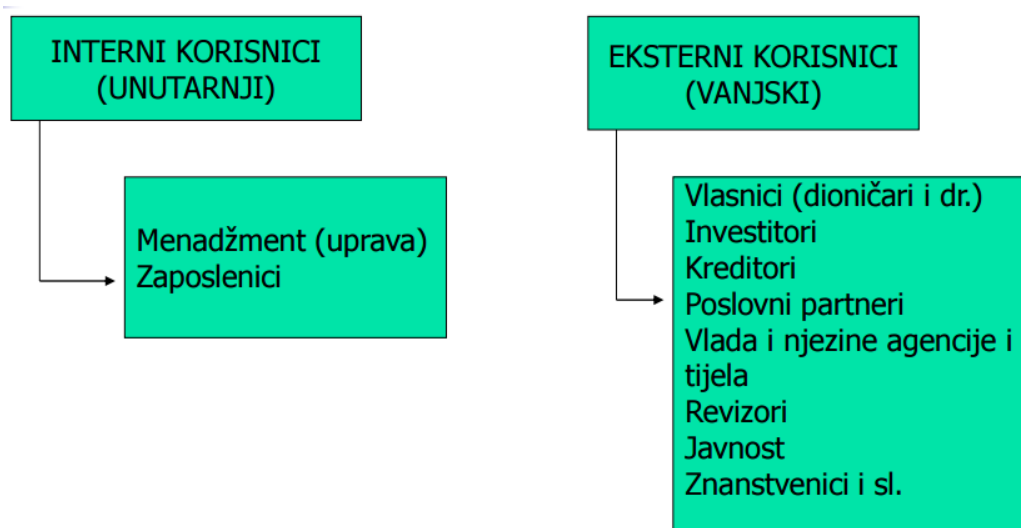 INTERNI KORISNICI
(UNUTARNJI)
Menadžment (uprava)
Zaposlenici
EKSTERNI KORISNICI
(VANJSKI)
Vlasnici (dioničari i dr.)
Investitori
Kreditori
Poslovni partneri
Vlada i njezine agencije i
tijela
Revizori
Javnost
Znanstvenici i sl.